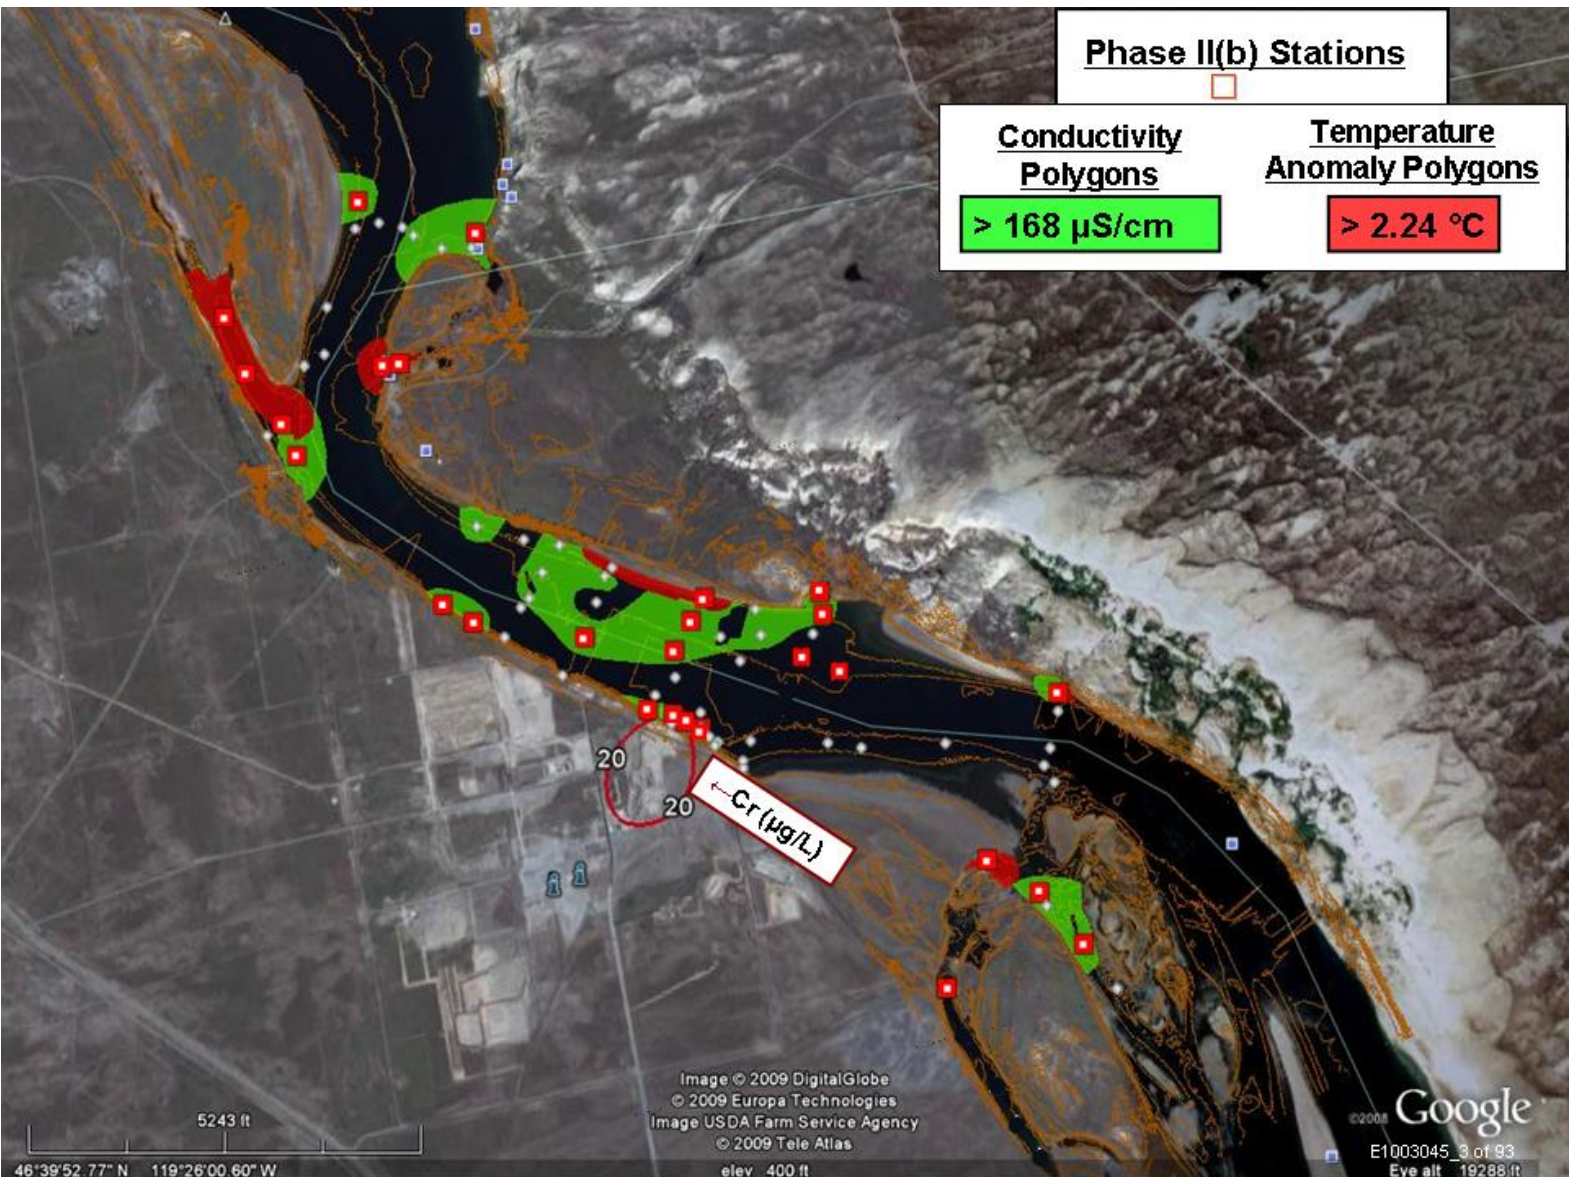 Phase II(b) Stations
Conductivity
Polygons
> 168 µS/cm
Temperature
Anomaly Polygons
> 2.24 °C
20
20
←Cr (µg/L)
Image © 2009 DigitalGlobe
© 2009 Europa Technologies
Image USDA Farm Service Agency
© 2009 Tele Atlas
5243 ft
©2008 Google
E1003045_3 of 93
46°39'52.77" N 119°26'00.60" W
elev 400 ft
Eye alt 19288 ft